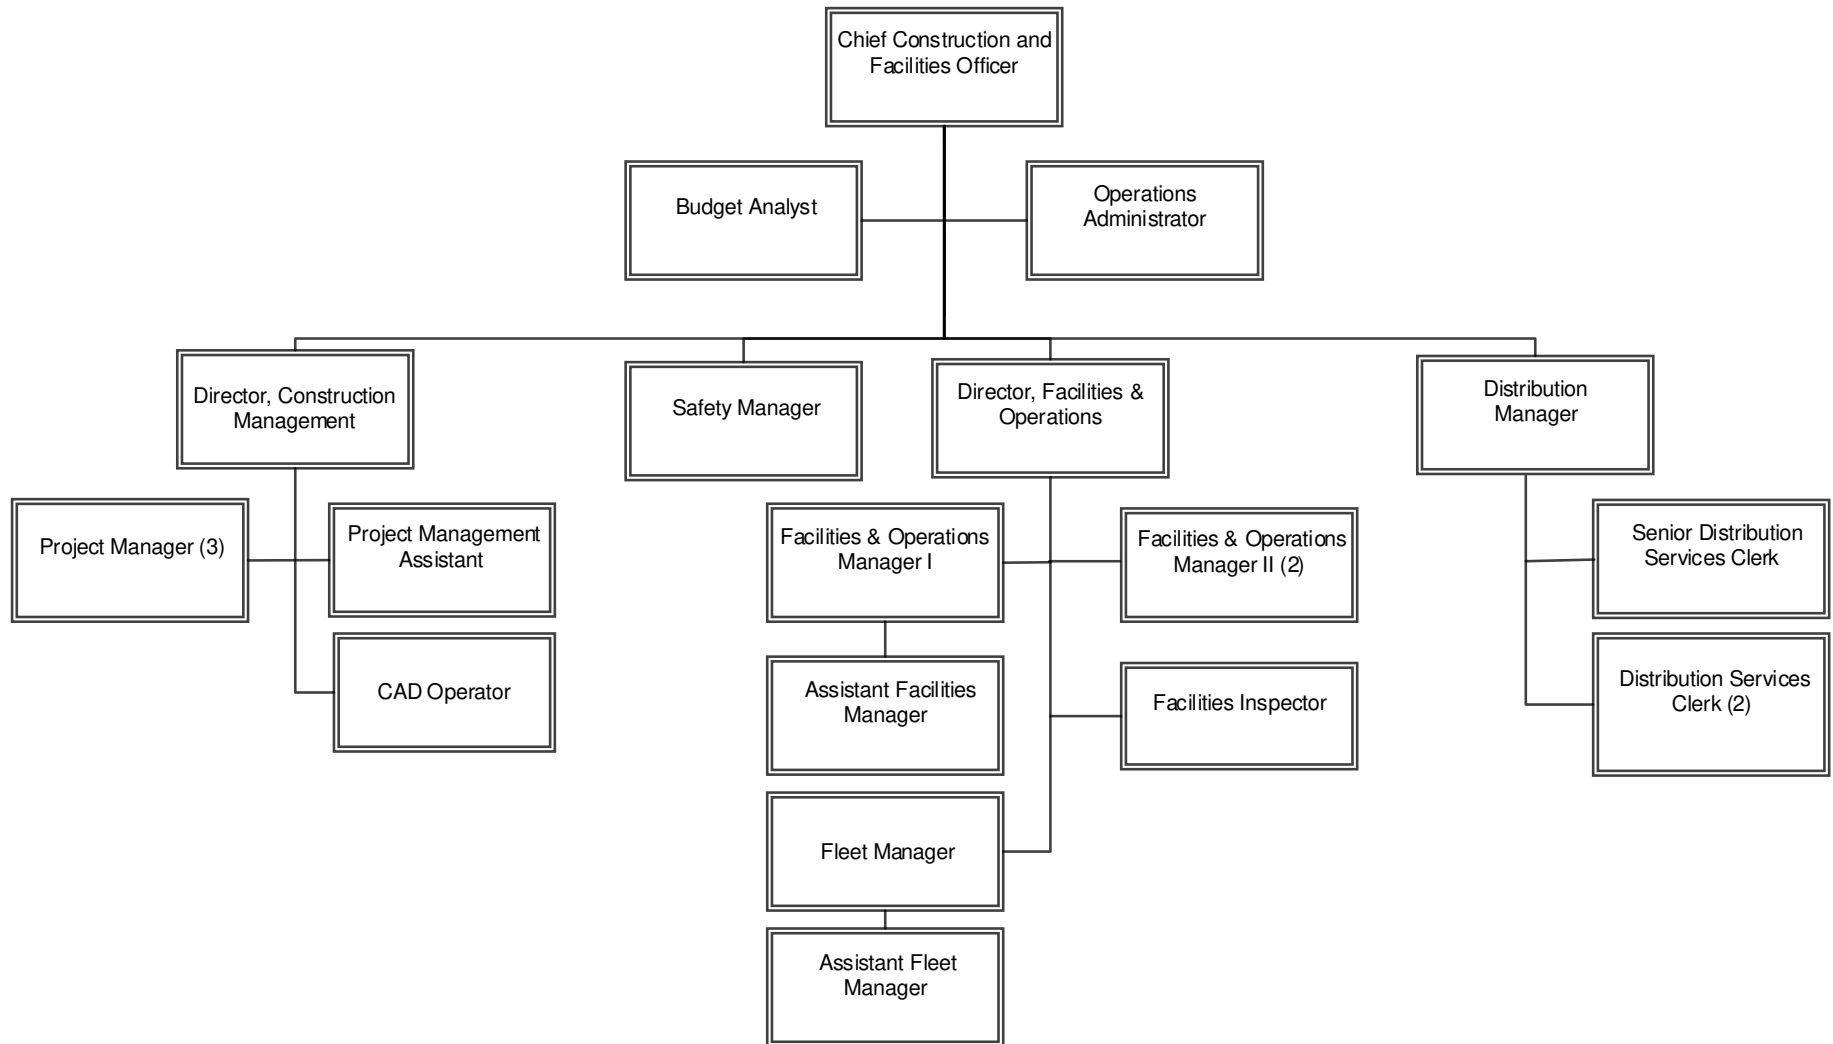 Chief Construction and
Facilities Officer
Budget Analyst
Operations
Administrator
Director, Construction
Management
Safety Manager
Director, Facilities &
Operations
Distribution
Manager
Project Manager (3)
Project Management
Assistant
Facilities & Operations
Manager I
Facilities & Operations
Manager II (2)
Senior Distribution
Services Clerk
CAD Operator
Assistant Facilities
Manager
Facilities Inspector
Distribution Services
Clerk (2)
Fleet Manager
Assistant Fleet
Manager